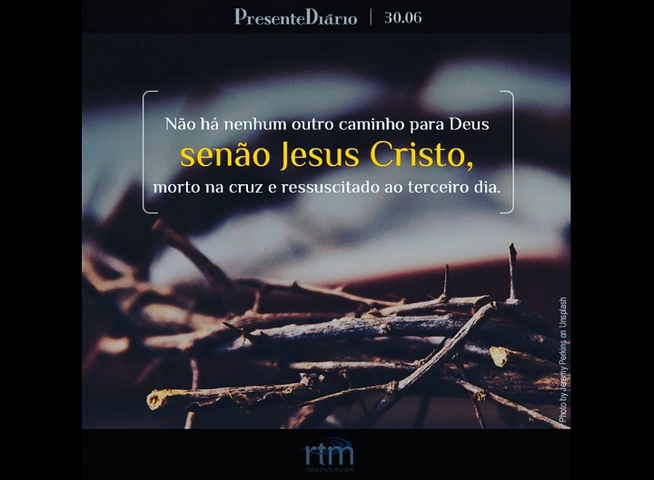 PresenteDiário | 30.06
Não há nenhum outro caminho para Deus
senão Jesus Cristo,
morto na cruz e ressuscitado ao terceiro dia.
Photo by Jeremy Perkins on Unsplash
rtm